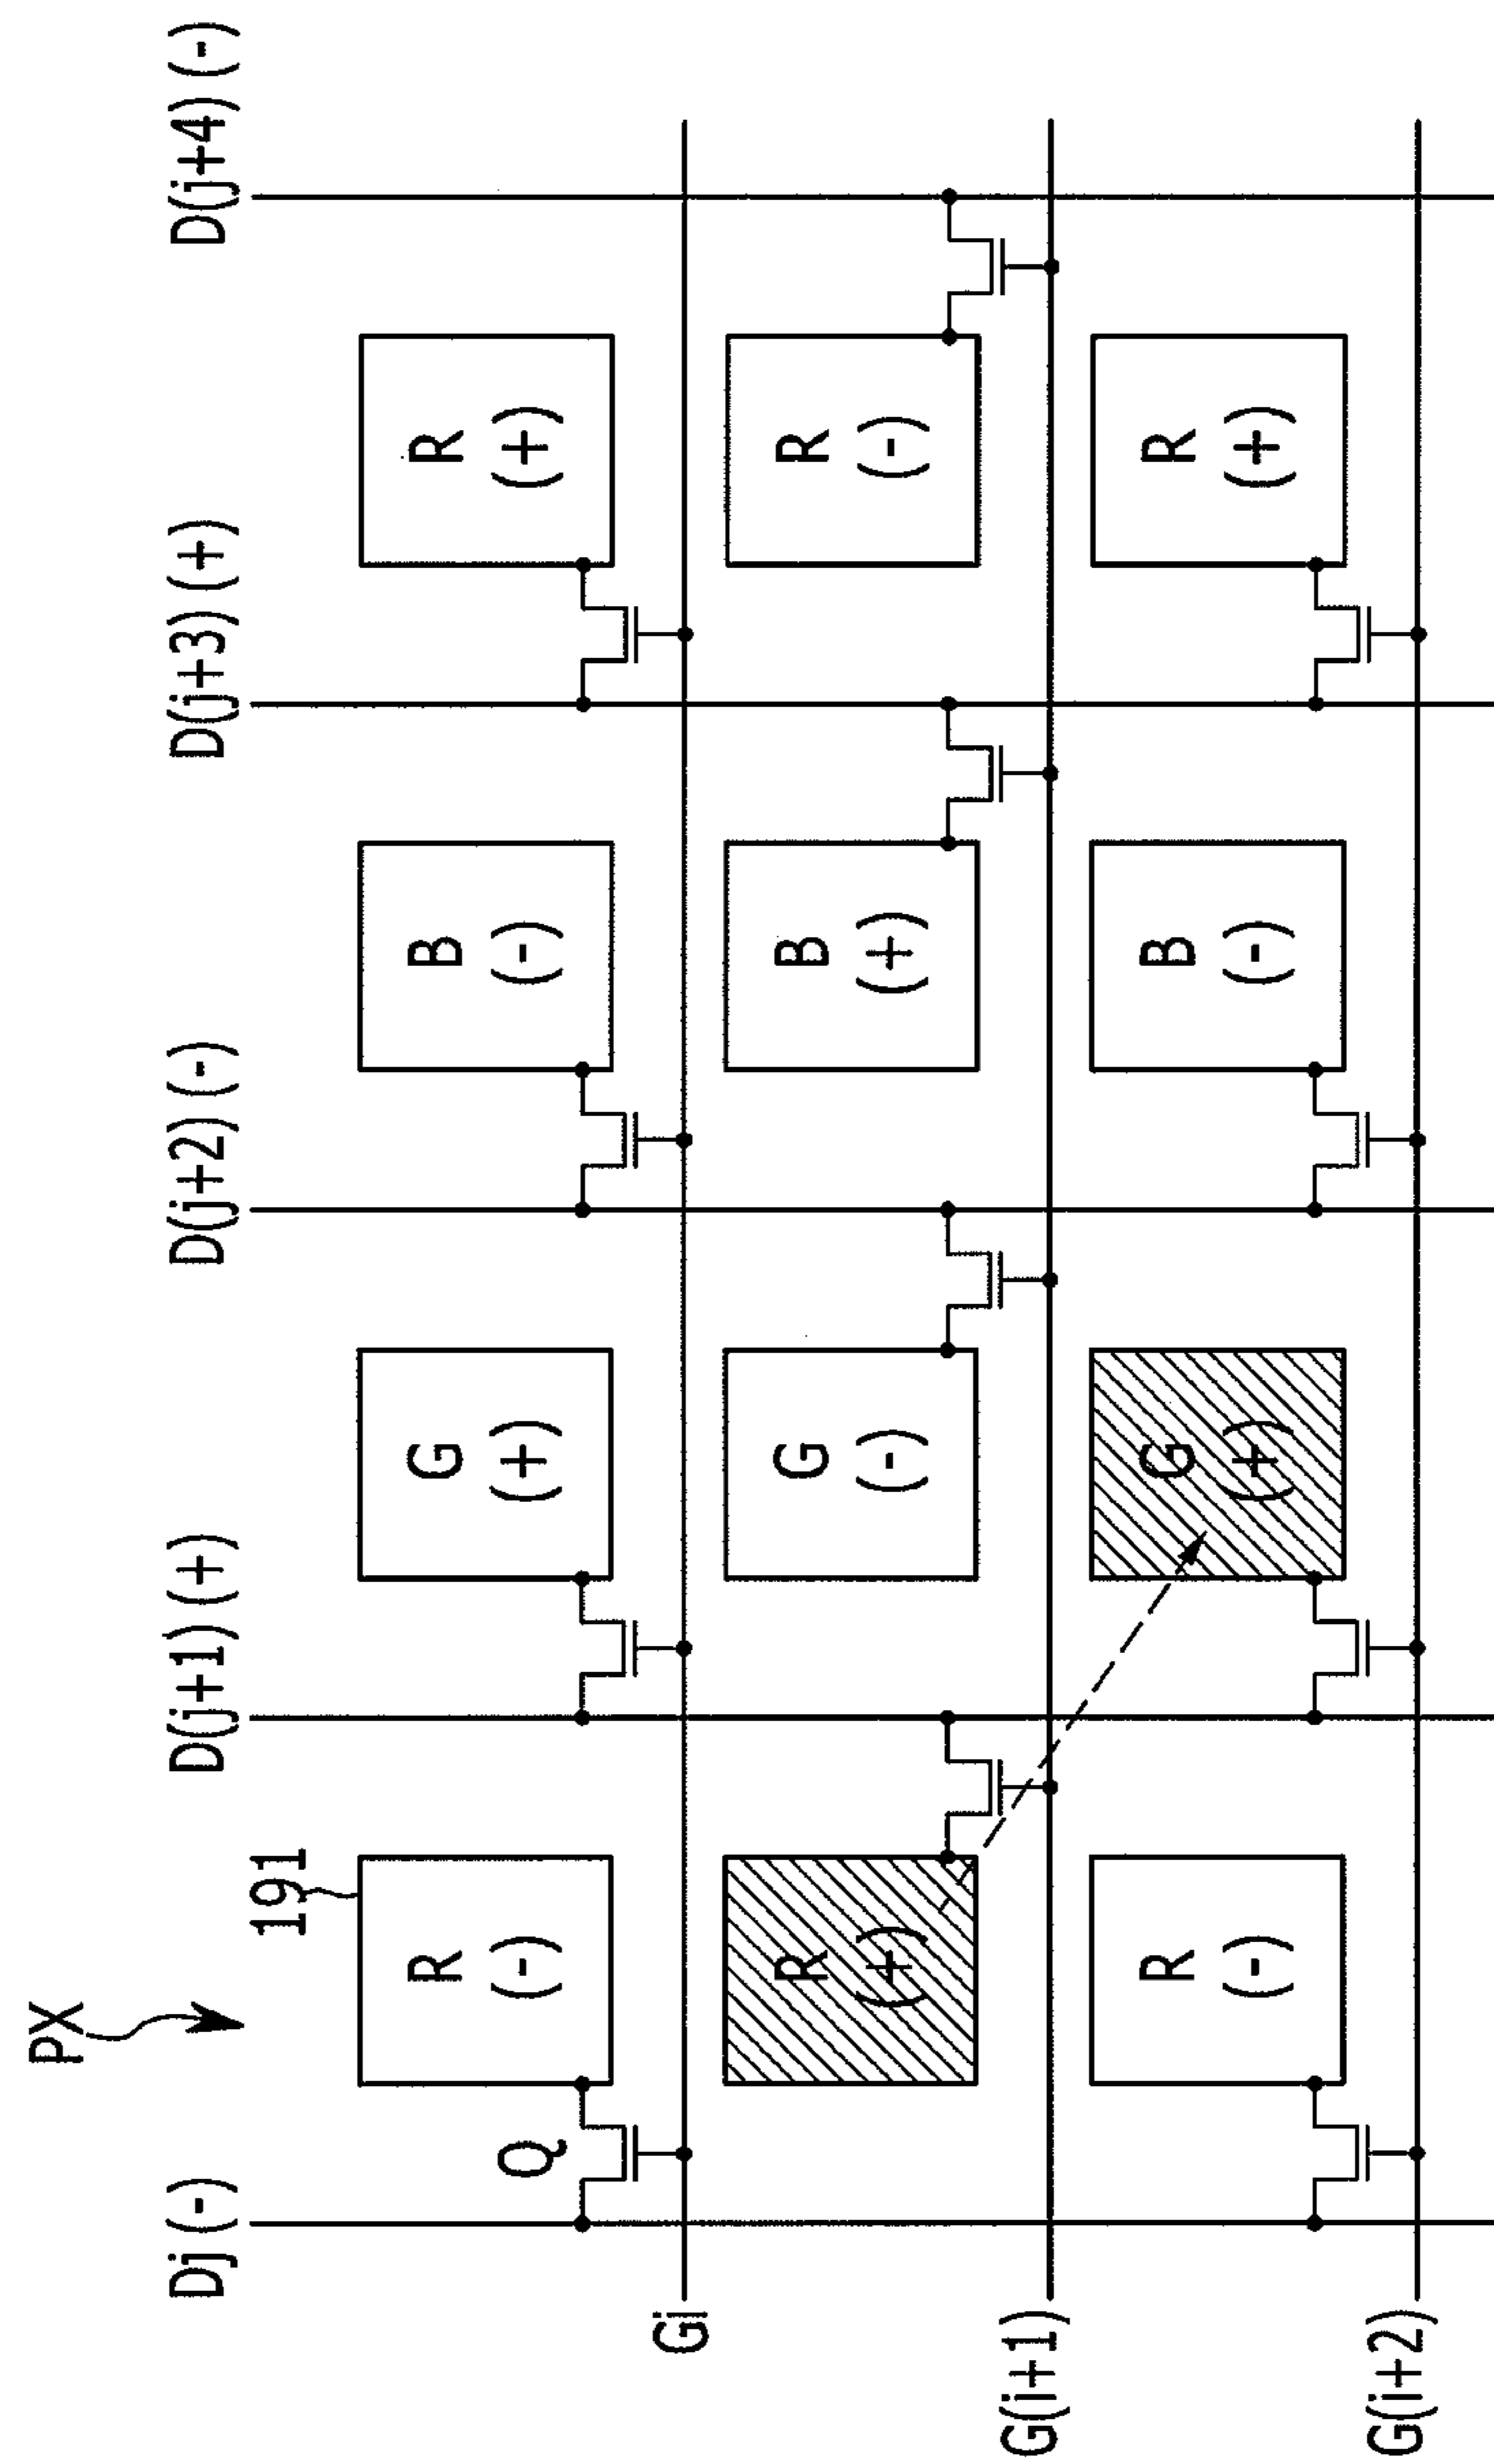 PX
Dj (-)
D(j+1) (+)
D(j+2) (-)
D(j+3) (+)
D(j+4) (-)
191
Q
R
(-)
G
(+)
B
(-)
R
(+)
Gi
R
(+)
G
(-)
B
(+)
R
(-)
G(i+1)
R
(-)
G
(+)
B
(-)
R
(+)
G(i+2)